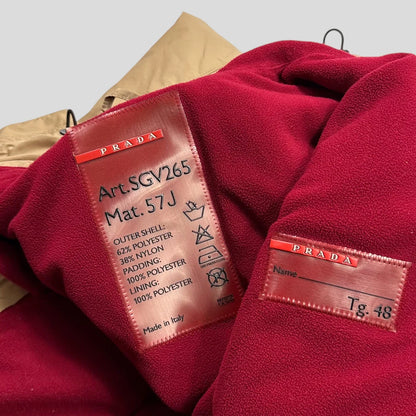 PRADA
Art.SGV265
Mat. 57J
OUTER SHELL:
62% POLYESTER
38% NYLON
PADDING:
100% POLYESTER
LINING:
100% POLYESTER
Made in Italy
PRADA
Name
Tg. 48